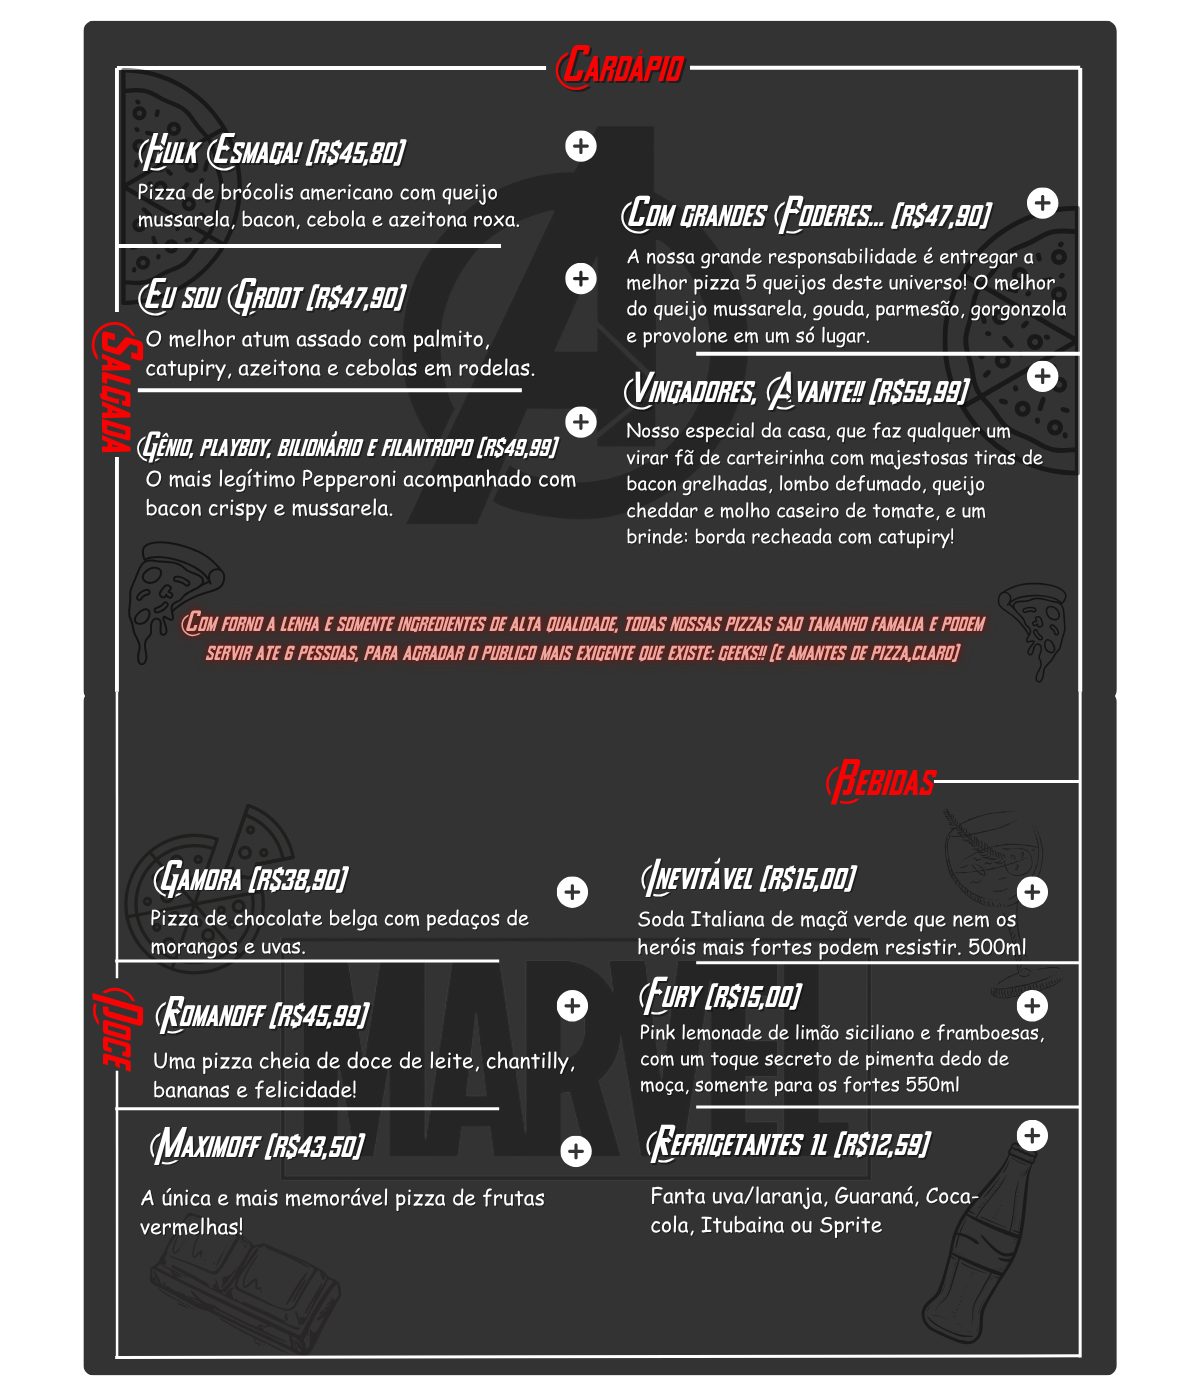 Cardápio
Salgada
Hulk Esmaga! (R$45,80)
Pizza de brócolis americano com queijo
mussarela, bacon, cebola e azeitona roxa.
Eu sou Groot (R$47,90)
O melhor atum assado com palmito,
catupiry, azeitona e cebolas em rodelas.
Gênio, playboy, bilionário e filantropo (R$49,99)
O mais legítimo Pepperoni acompanhado com
bacon crispy e mussarela.
Com grandes Poderes... (R$47,90)
A nossa grande responsabilidade é entregar a
melhor pizza 5 queijos deste universo! O melhor
do queijo mussarela, gouda, parmesão, gorgonzola
e provolone em um só lugar.
Vingadores, Avante!! (R$59,99)
Nosso especial da casa, que faz qualquer um
virar fã de carteirinha com majestosas tiras de
bacon grelhadas, lombo defumado, queijo
cheddar e molho caseiro de tomate, e um
brinde: borda recheada com catupiry!
Com forno a lenha e somente ingredientes de alta qualidade, todas nossas pizzas sao tamanho famalia e podem
servir ate 6 pessoas, para agradar o publico mais exigente que existe: geeks!! (e amantes de pizza,claro)
Doce
Gamora (R$38,90)
Pizza de chocolate belga com pedaços de
morangos e uvas.
Romanoff (R$45,99)
Uma pizza cheia de doce de leite, chantilly,
bananas e felicidade!
Maximoff (R$43,50)
A única e mais memorável pizza de frutas
vermelhas!
Bebidas
Inevitável (R$15,00)
Soda Italiana de maçã verde que nem os
heróis mais fortes podem resistir. 500ml
Fury (R$15,00)
Pink lemonade de limão siciliano e framboesas,
com um toque secreto de pimenta dedo de
moça, somente para os fortes 550ml
Refrigetantes 1L (R$12,59)
Fanta uva/laranja, Guaraná, Coca-
cola, Itubaina ou Sprite
MARVEL